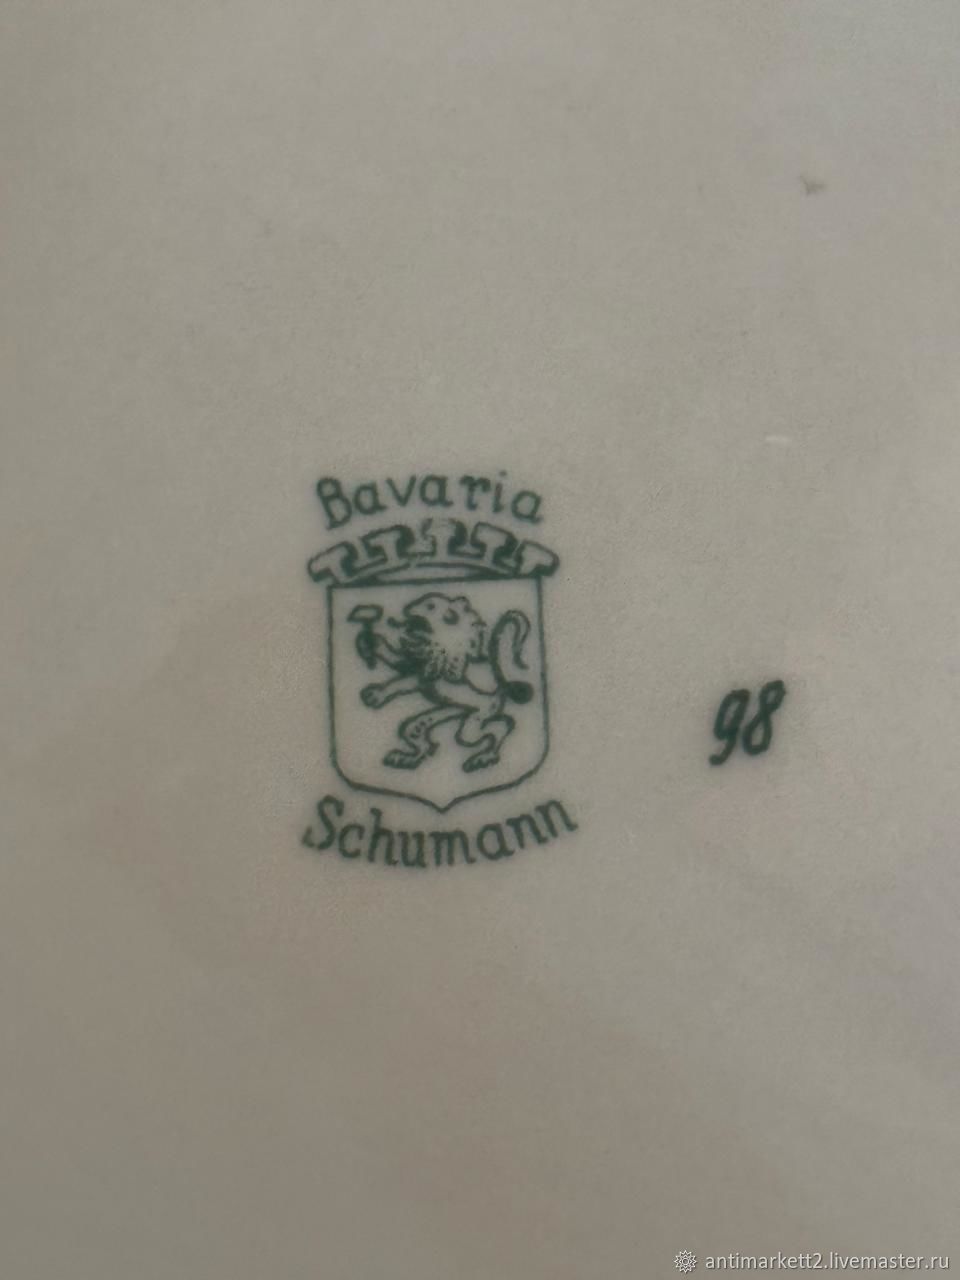 Bavaria
Schumann
98
antimarkett2.livemaster.ru